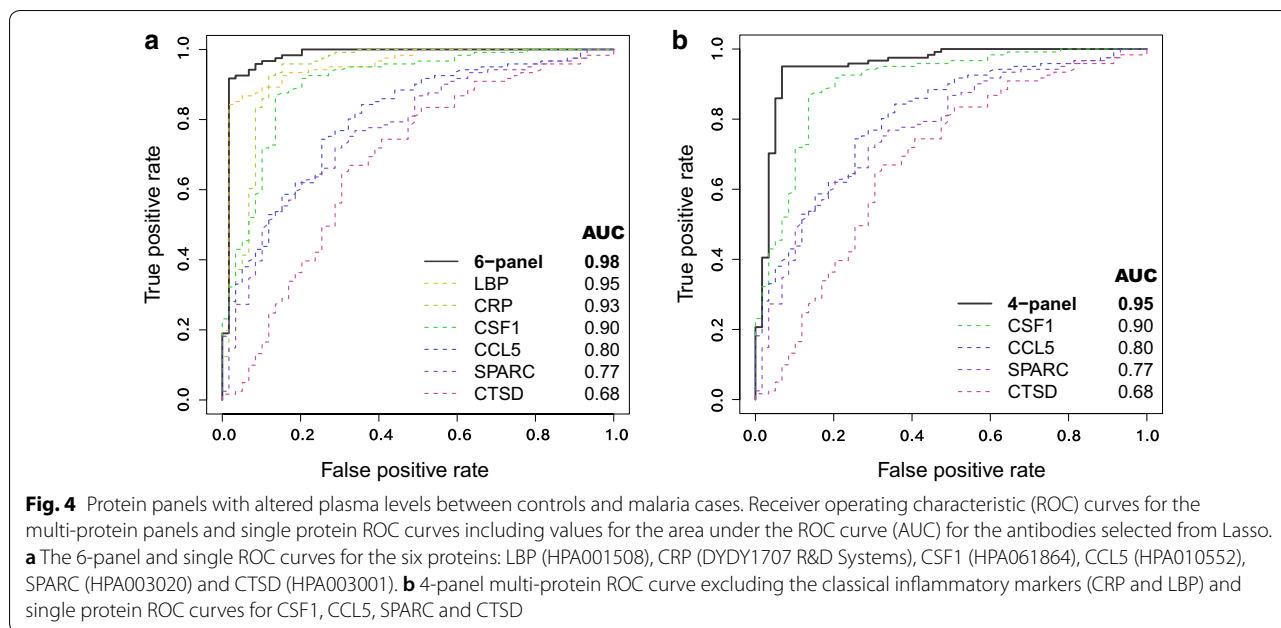 a
True positive rate
1.0
0.8
0.6
0.4
0.2
0.0
AUC
6−panel 0.98
LBP 0.95
CRP 0.93
CSF1 0.90
CCL5 0.80
SPARC 0.77
CTSD 0.68
0.0 0.2 0.4 0.6 0.8 1.0
False positive rate
b
True positive rate
1.0
0.8
0.6
0.4
0.2
0.0
AUC
4−panel 0.95
CSF1 0.90
CCL5 0.80
SPARC 0.77
CTSD 0.68
0.0 0.2 0.4 0.6 0.8 1.0
False positive rate
Fig. 4 Protein panels with altered plasma levels between controls and malaria cases. Receiver operating characteristic (ROC) curves for the
multi-protein panels and single protein ROC curves including values for the area under the ROC curve (AUC) for the antibodies selected from Lasso.
a The 6-panel and single ROC curves for the six proteins: LBP (HPA001508), CRP (DYDY1707 R&D Systems), CSF1 (HPA061864), CCL5 (HPA010552),
SPARC (HPA003020) and CTSD (HPA003001). b 4-panel multi-protein ROC curve excluding the classical inflammatory markers (CRP and LBP) and
single protein ROC curves for CSF1, CCL5, SPARC and CTSD